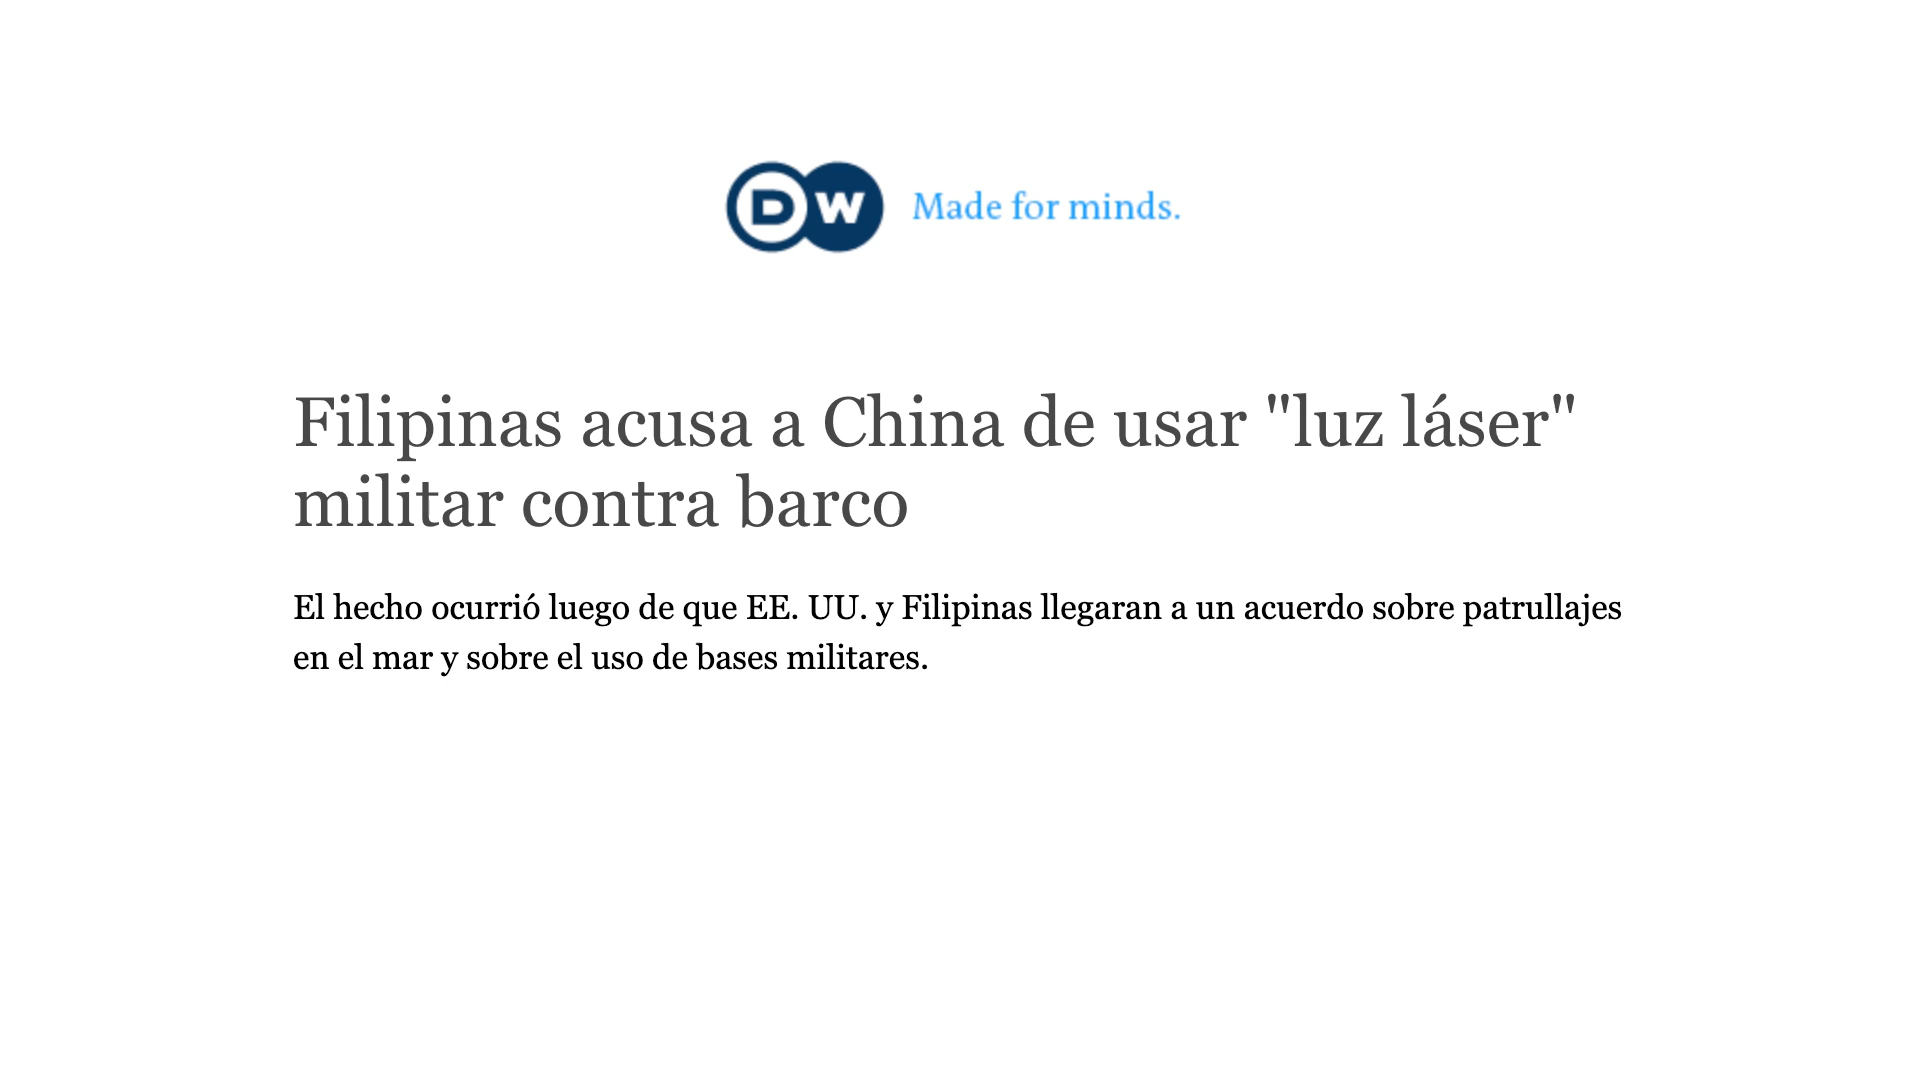 DW Made for minds.
Filipinas acusa a China de usar "luz láser"
militar contra barco
El hecho ocurrió luego de que EE. UU. y Filipinas llegaran a un acuerdo sobre patrullajes
en el mar y sobre el uso de bases militares.